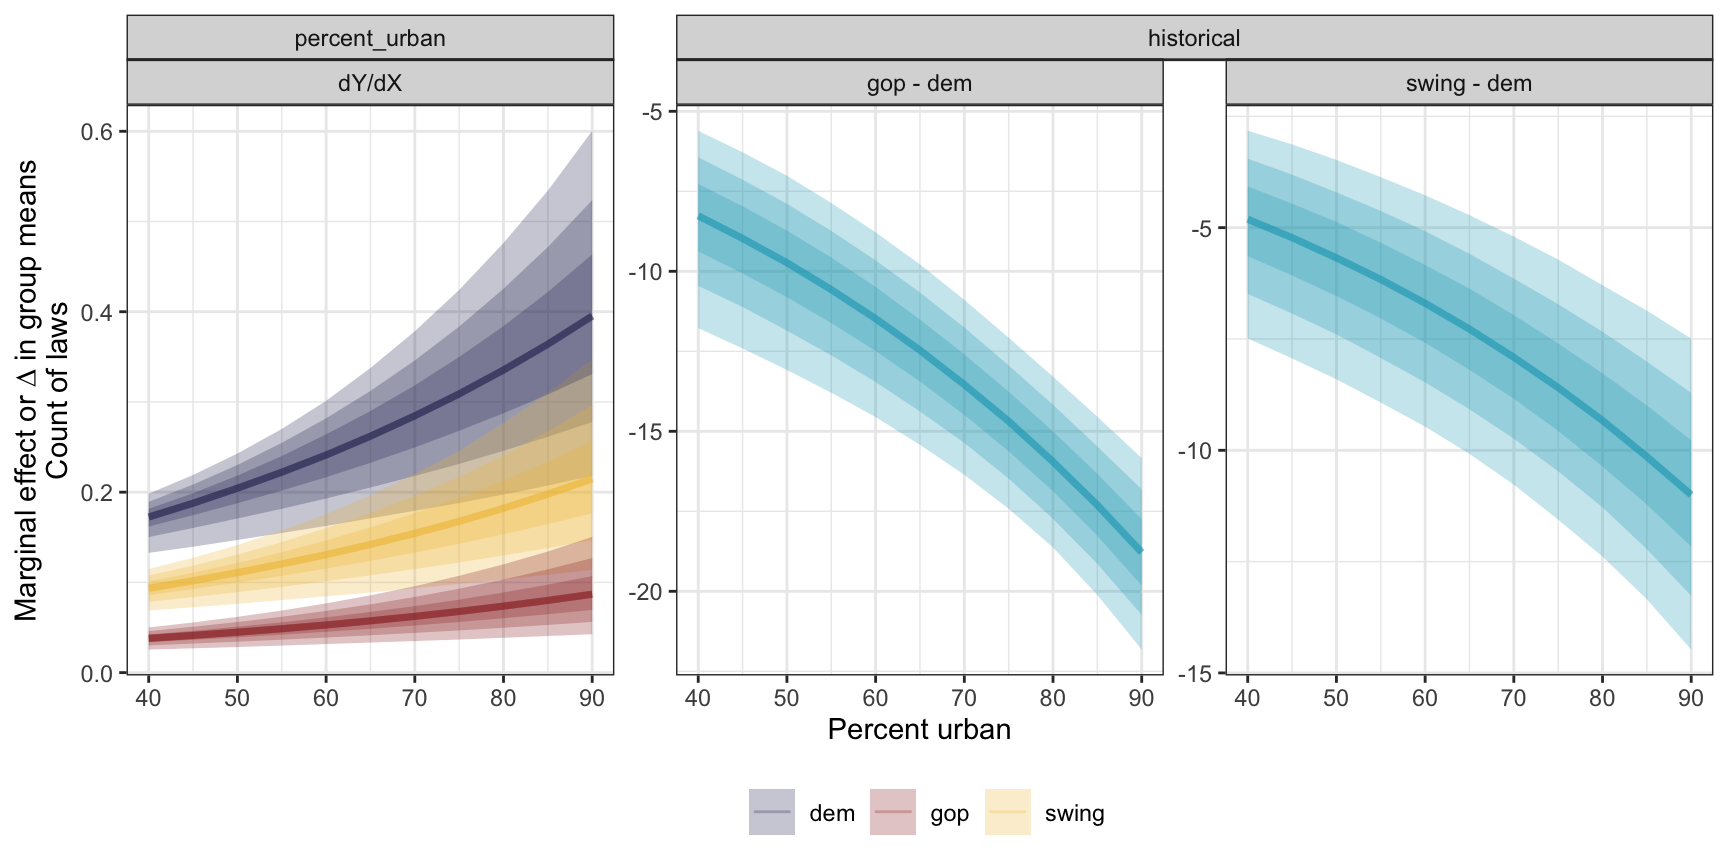 percent_urban
historical
dY/dX
gop - dem
swing - dem
Marginal effect or Δ in group means
Count of laws
0.6
0.4
0.2
0.0
40 50 60 70 80 90
-5
-10
-15
-20
40 50 60 70 80 90
-5
-10
-15
40 50 60 70 80 90
Percent urban
dem gop swing